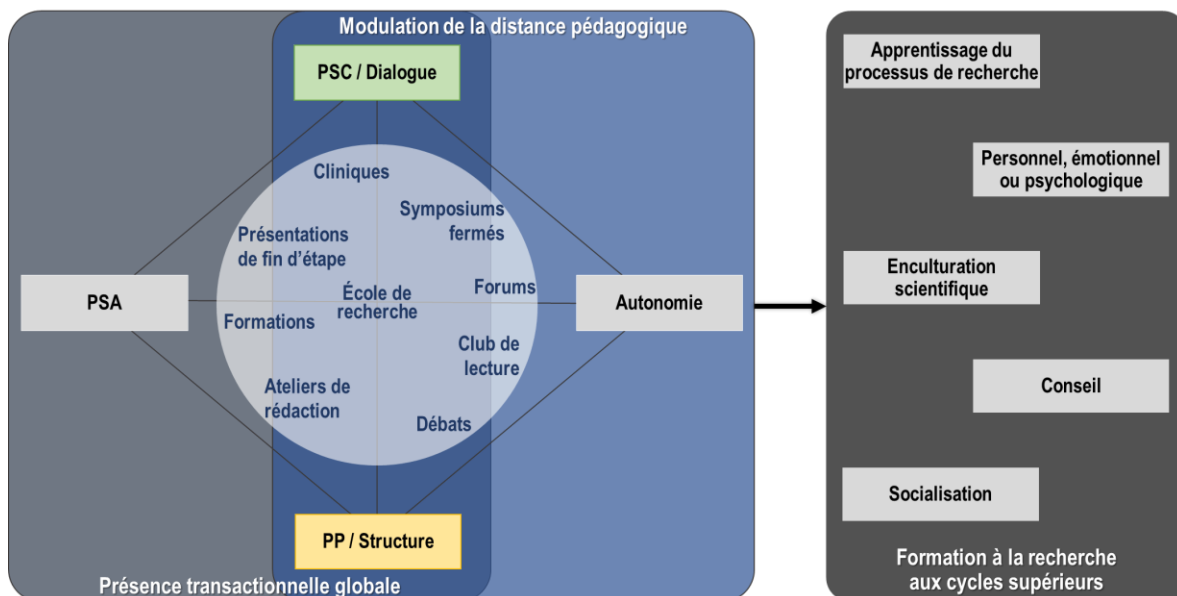 Modulation de la distance pédagogique
PSC / Dialogue
Cliniques
Symposiums
fermés
Présentations
de fin d'étape
PSA
École de
recherche
Forums
Autonomie
Formations
Club de
lecture
Ateliers de
rédaction
Débats
PP / Structure
Présence transactionnelle globale
Apprentissage du
processus de recherche
Personnel, émotionnel
ou psychologique
Enculturation
scientifique
Conseil
Socialisation
Formation à la recherche
aux cycles supérieurs